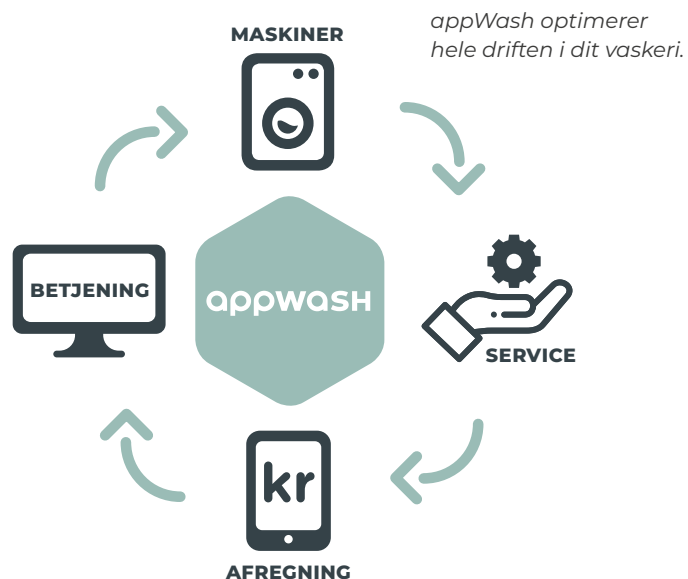 appWash optimerer
hele driften i dit vaskeri.
MASKINER
BETJENING
appwasH
SERVICE
kr
AFREGNING